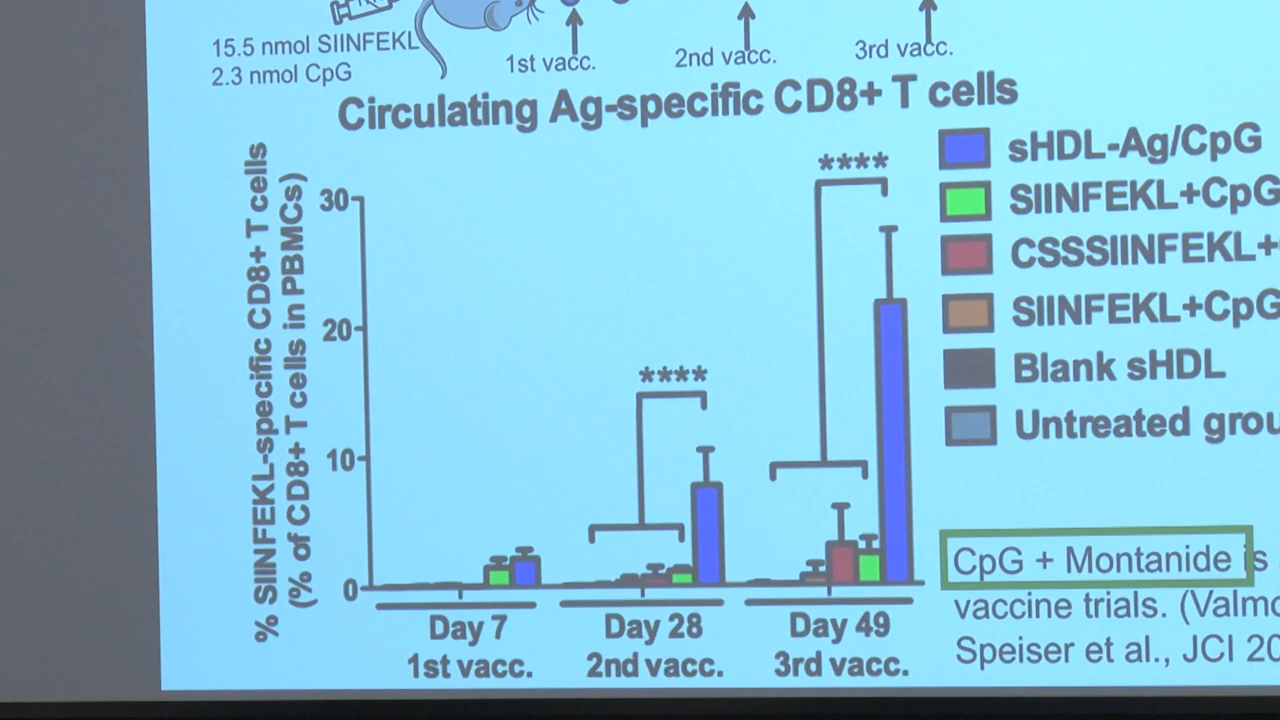 15.5 nmol SIINFEKL
2.3 nmol CpG
1st vacc.
2nd vacc.
3rd vacc.
Circulating Ag-specific CD8+ T cells
% SIINFEKL-specific CD8+ T cells
(% of CD8+ T cells in PBMCs)
30
20
10
0
****
****
Day 7
1st vacc.
Day 28
2nd vacc.
Day 49
3rd vacc.
sHDL-Ag/CpG
SIINFEKL+CpG
CSSSIINFEKL+
SIINFEKL+CpG
Blank sHDL
Untreated
CpG + Montanide is
vaccine trials.
Speiser et al., JCI